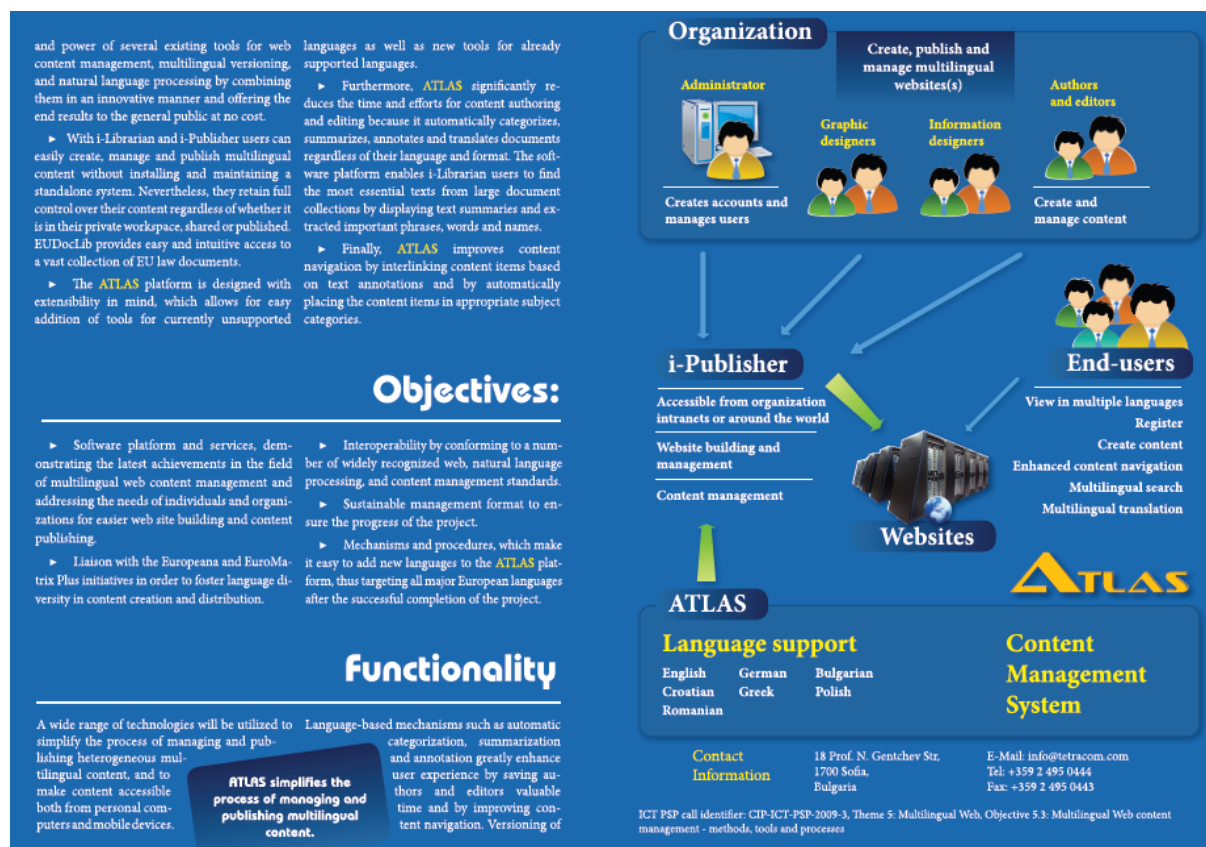 and power of several existing tools for web
content management, multilingual versioning,
and natural language processing by combining
them in an innovative manner and offering the
end results to the general public at no cost.
► With i-Librarian and i-Publisher users can
easily create, manage and publish multilingual
content without installing and maintaining a
standalone system. Nevertheless, they retain full
control over their content regardless of whether it
is in their private workspace, shared or published.
EUDocLib provides easy and intuitive access to
a vast collection of EU law documents.
► The ATLAS platform is designed with
extensibility in mind, which allows for easy
addition of tools for currently unsupported
languages as well as new tools for already
supported languages.
► Furthermore, ATLAS significantly re-
duces the time and efforts for content authoring
and editing because it automatically categorizes,
summarizes, annotates and translates documents
regardless of their language and format. The soft-
ware platform enables i-Librarian users to find
the most essential texts from large document
collections by displaying text summaries and ex-
tracted important phrases, words and names.
► Finally, ATLAS improves content
navigation by interlinking content items based
on text annotations and by automatically
placing the content items in appropriate subject
categories.
Objectives:
► Software platform and services, dem-
onstrating the latest achievements in the field
of multilingual web content management and
addressing the needs of individuals and organi-
zations for easier web site building and content
publishing.
► Liaison with the Europeana and EuroMa-
trix Plus initiatives in order to foster language di-
versity in content creation and distribution.
► Interoperability by conforming to a num-
ber of widely recognized web, natural language
processing, and content management standards.
► Sustainable management format to en-
sure the progress of the project.
► Mechanisms and procedures, which make
it easy to add new languages to the ATLAS plat-
form, thus targeting all major European languages
after the successful completion of the project.
Functionality
A wide range of technologies will be utilized to
simplify the process of managing and pub-
lishing heterogeneous mul-
tilingual content, and to
make content accessible
both from personal com-
puters and mobile devices.
ATLAS simplifies the
process of managing and
publishing multilingual
content.
Language-based mechanisms such as automatic
categorization, summarization
and annotation greatly enhance
user experience by saving au-
thors and editors valuable
time and by improving con-
tent navigation. Versioning of
Organization
Create, publish and
manage multilingual
websites(s)
Administrator
Creates accounts and
manages users
Graphic
designers
Information
designers
Authors
and editors
Create and
manage content
i-Publisher
Accessible from organization
intranets or around the world
Website building and
management
Content management
End-users
View in multiple languages
Register
Create content
Enhanced content navigation
Multilingual search
Multilingual translation
Websites
ATLAS
ATLAS
Language support
English German Bulgarian
Croatian Greek Polish
Romanian
Content
Management
System
Contact
Information
18 Prof. N. Gentchev Str,
1700 Sofia,
Bulgaria
E-Mail: info@tetracom.com
Tel: +359 2 495 0444
Fax: +359 2 495 0443
ICT PSP call identifier: CIP-ICT-PSP-2009-3, Theme 5: Multilingual Web, Objective 5.3: Multilingual Web content
management - methods, tools and processes